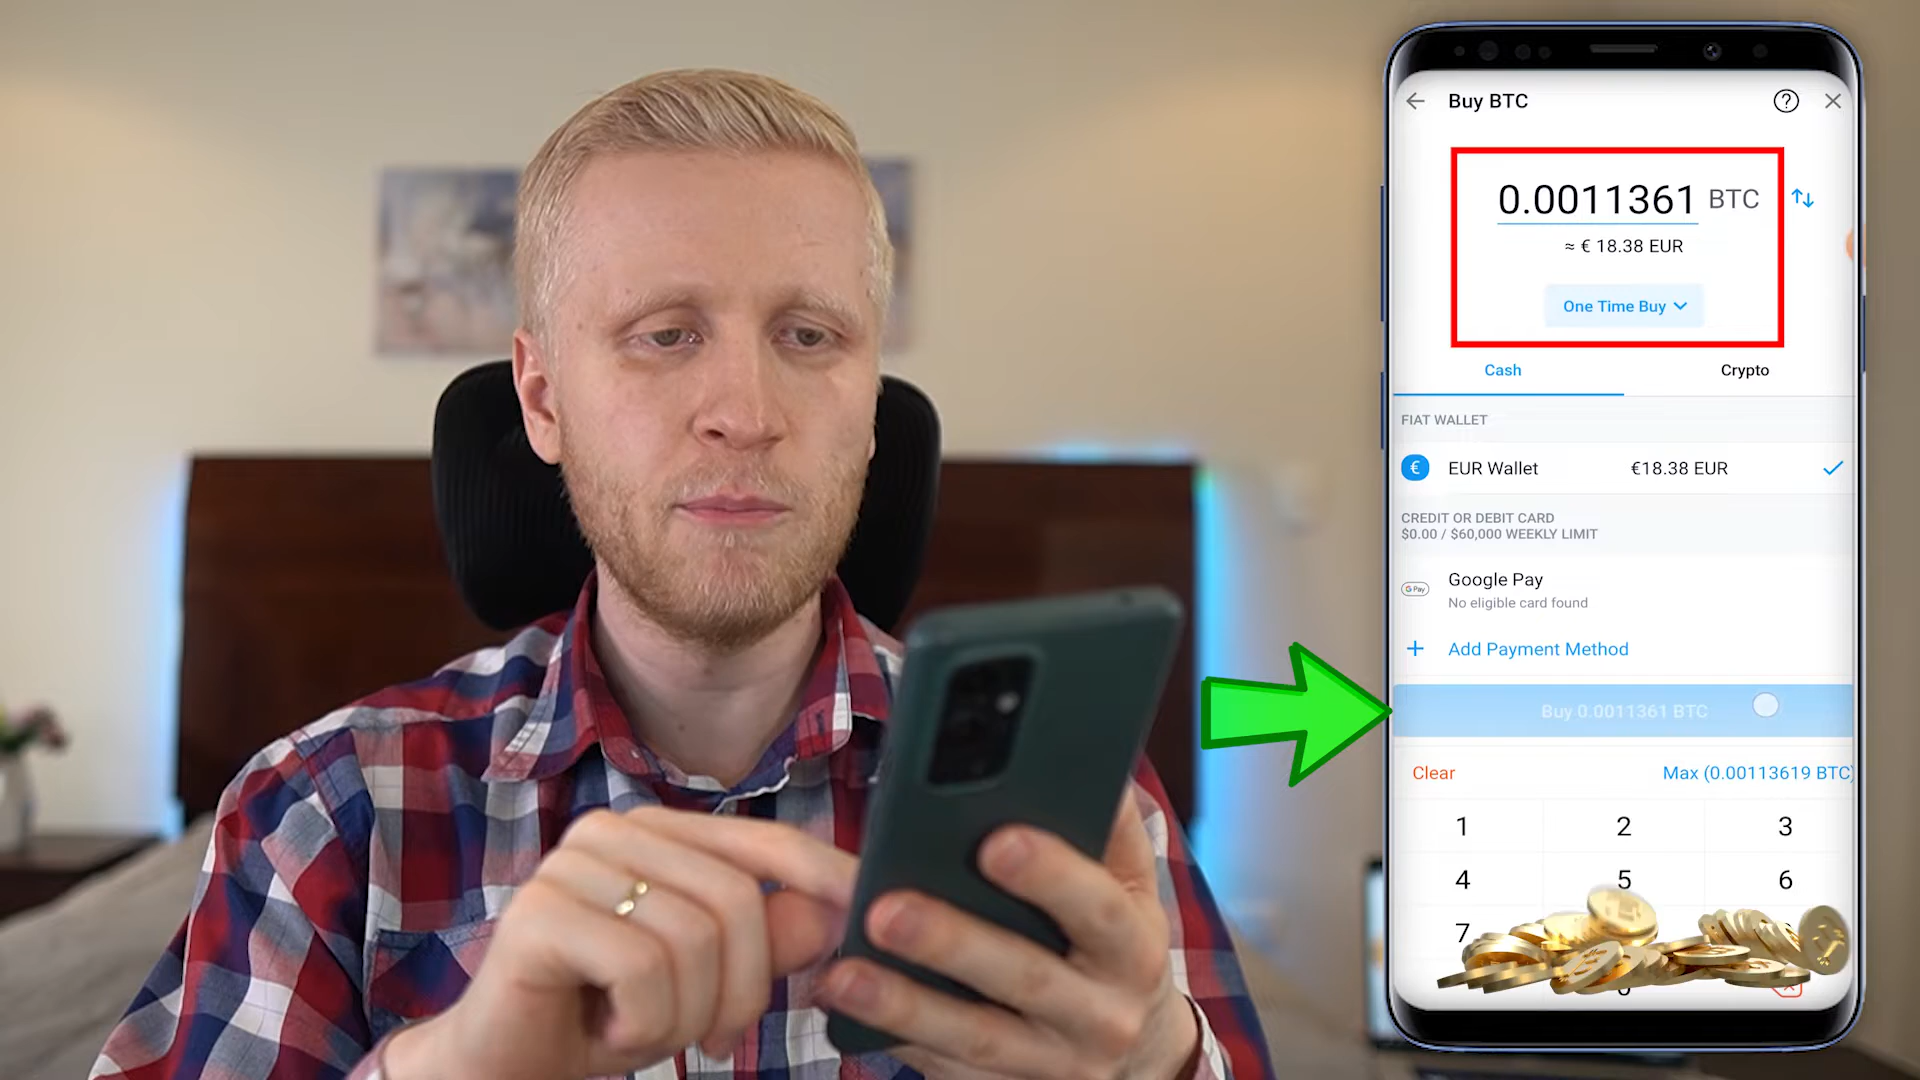 Buy BTC
0.0011361 BTC
≈ € 18.38 EUR
One Time Buy
Cash Crypto
FIAT WALLET
€ EUR Wallet €18.38 EUR
CREDIT OR DEBIT CARD
$0.00 / $60,000 WEEKLY LIMIT
G Pay Google Pay
No eligible card found
+ Add Payment Method
Buy 0.0011361 BTC
Clear Max (0.00113619 BTC)
1 2 3
4 5 6
7